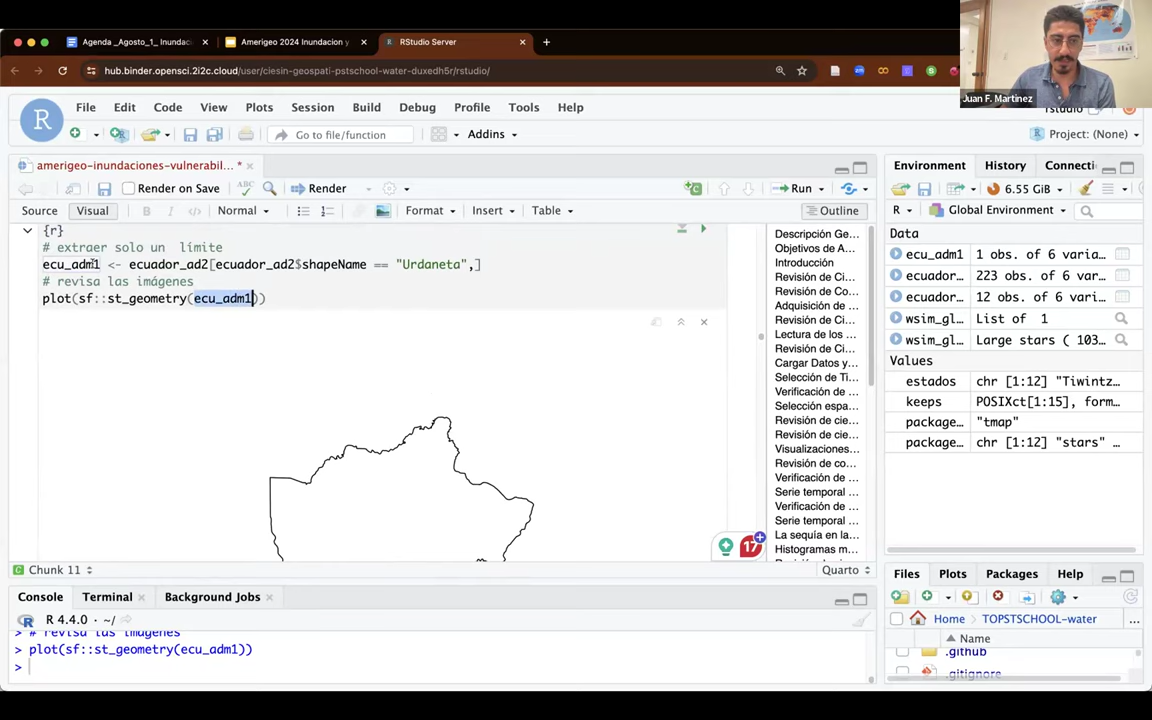 Agenda _Agosto_1_ Inundac
Amerigeo 2024 Inundacion y
RStudio Server
hub.binder.opensci.2i2c.cloud/user/ciesin-geospati-pstschool-water-duxedh5r/rstudio/
Juan F. Martinez
rstudio
R
File Edit Code View Plots Session Build Debug Profile Tools Help
Go to file/function
Addins
Project: (None)
amerigeo-inundaciones-vulnerabil... *
Render on Save
ABC
Render
Run
Source Visual
B I
Normal
Format
Insert
Table
Outline
{r}
# extraer solo un límite
ecu_adm1 <- ecuador_ad2[ecuador_ad2$shapeName == "Urdaneta",]
# revisa las imágenes
plot(sf::st_geometry(ecu_adm1))
17
Chunk 11
Quarto
Descripción Ge...
Objetivos de A...
Introducción
Revisión de Ci...
Revisión de Co...
Adquisición de ...
Revisión de Ci...
Lectura de los ...
Revisión de Ci...
Cargar Datos y...
Selección de Ti...
Verificación de ...
Selección espa...
Revisión de cie...
Revisión de cie...
Visualizaciones...
Revisión de co...
Verificación de ...
Serie temporal ...
Verificación de ...
Serie temporal ...
La sequía en la...
Histogramas m...
Environment History Connecti
6.55 GiB
R
Global Environment
Data
ecu_adm1 1 obs. of 6 varia...
ecuador... 223 obs. of 6 var...
ecuador... 12 obs. of 6 vari...
wsim_gl... List of 1
wsim_gl... Large stars ( 103...
Values
estados chr [1:12] "Tiwintz...
keeps POSIXct[1:15], form...
package... "tmap"
package... chr [1:12] "stars" ...
Console Terminal Background Jobs
R 4.4.0 · ~/
> # revisa las imágenes
> plot(sf::st_geometry(ecu_adm1))
>
Files Plots Packages Help
Home TOPSTSCHOOL-water
...
Name
.github
.gitignore